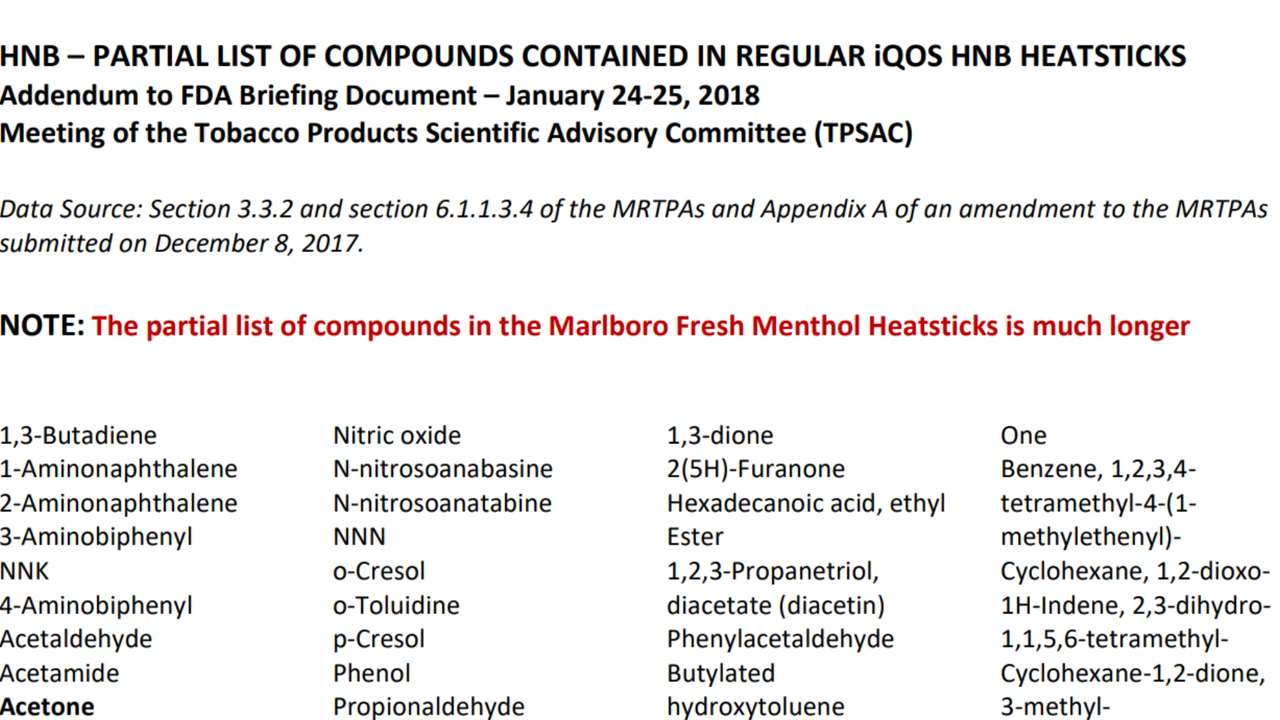 HNB – PARTIAL LIST OF COMPOUNDS CONTAINED IN REGULAR iQOS HNB HEATSTICKS
Addendum to FDA Briefing Document – January 24-25, 2018
Meeting of the Tobacco Products Scientific Advisory Committee (TPSAC)
Data Source: Section 3.3.2 and section 6.1.1.3.4 of the MRTPAs and Appendix A of an amendment to the MRTPAs
submitted on December 8, 2017.
NOTE: The partial list of compounds in the Marlboro Fresh Menthol Heatsticks is much longer
1,3-Butadiene
1-Aminonaphthalene
2-Aminonaphthalene
3-Aminobiphenyl
NNK
4-Aminobiphenyl
Acetaldehyde
Acetamide
Acetone
Nitric oxide
N-nitrosoanabasine
N-nitrosoanatabine
NNN
o-Cresol
o-Toluidine
p-Cresol
Phenol
Propionaldehyde
1,3-dione
2(5H)-Furanone
Hexadecanoic acid, ethyl
Ester
1,2,3-Propanetriol,
diacetate (diacetin)
Phenylacetaldehyde
Butylated
hydroxytoluene
One
Benzene, 1,2,3,4-
tetramethyl-4-(1-
methylethenyl)-
Cyclohexane, 1,2-dioxo-
1H-Indene, 2,3-dihydro-
1,1,5,6-tetramethyl-
Cyclohexane-1,2-dione,
3-methyl-